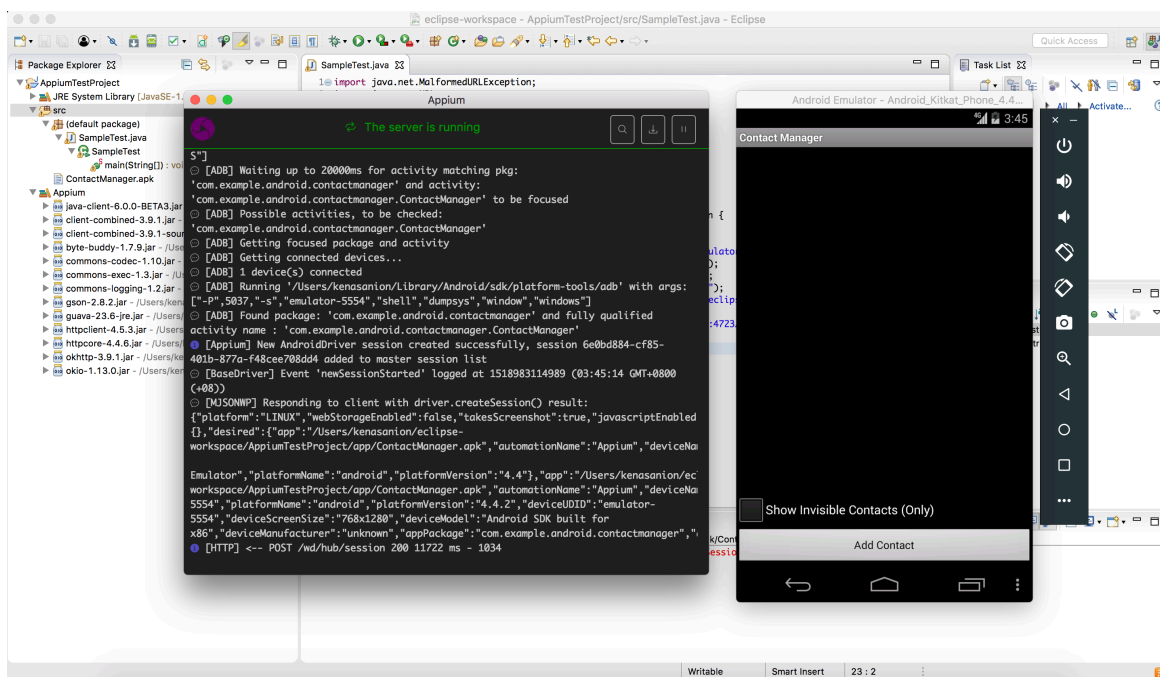 eclipse-workspace - AppiumTestProject/src/SampleTest.java - Eclipse
Quick Access
Package Explorer
SampleTest.java
Task List
AppiumTestProject
JRE System Library [JavaSE-1.
src
(default package)
SampleTest.java
SampleTest
main(String[]) : voi
ContactManager.apk
Appium
java-client-6.0.0-BETA3.jar
client-combined-3.9.1.jar -
client-combined-3.9.1-sour
byte-buddy-1.7.9.jar - /Use
commons-codec-1.10.jar -
commons-exec-1.3.jar - /Us
commons-logging-1.2.jar -
gson-2.8.2.jar - /Users/kena
guava-23.6-jre.jar - /Users/
httpclient-4.5.3.jar - /Users
httpcore-4.4.6.jar - /Users/
okhttp-3.9.1.jar - /Users/ke
okio-1.13.0.jar - /Users/ken
1 import java.net.MalformedURLException;
n {
ulator
);
;
");
eclip
:4723
k/Cont
essio
All
Activate...
Appium
The server is running
S"]
[ADB] Waiting up to 20000ms for activity matching pkg:
'com.example.android.contactmanager' and activity:
'com.example.android.contactmanager.ContactManager' to be focused
[ADB] Possible activities, to be checked:
'com.example.android.contactmanager.ContactManager'
[ADB] Getting focused package and activity
[ADB] Getting connected devices...
[ADB] 1 device(s) connected
[ADB] Running '/Users/kenasanion/Library/Android/sdk/platform-tools/adb' with args:
["-P",5037,"-s","emulator-5554","shell","dumpsys","window","windows"]
[ADB] Found package: 'com.example.android.contactmanager' and fully qualified
activity name : 'com.example.android.contactmanager.ContactManager'
[Appium] New AndroidDriver session created successfully, session 6e0bd884-cf85-
401b-877a-f48cee708dd4 added to master session list
[BaseDriver] Event 'newSessionStarted' logged at 1518983114989 (03:45:14 GMT+0800
(+08))
[MJSONWP] Responding to client with driver.createSession() result:
{"platform":"LINUX","webStorageEnabled":false,"takesScreenshot":true,"javascriptEnabled
{},"desired":{"app":"/Users/kenasanion/eclipse-
workspace/AppiumTestProject/app/ContactManager.apk","automationName":"Appium","deviceNa
Emulator","platformName":"android","platformVersion":"4.4"},"app":"/Users/kenasanion/ec
workspace/AppiumTestProject/app/ContactManager.apk","automationName":"Appium","deviceNa
5554","platformName":"android","platformVersion":"4.4.2","deviceUDID":"emulator-
5554","deviceScreenSize":"768x1280","deviceModel":"Android SDK built for
x86","deviceManufacturer":"unknown","appPackage":"com.example.android.contactmanager","
[HTTP] <-- POST /wd/hub/session 200 11722 ms - 1034
Android Emulator - Android_Kitkat_Phone_4.4...
4G 3:45
Contact Manager
Show Invisible Contacts (Only)
Add Contact
Writable
Smart Insert
23 : 2